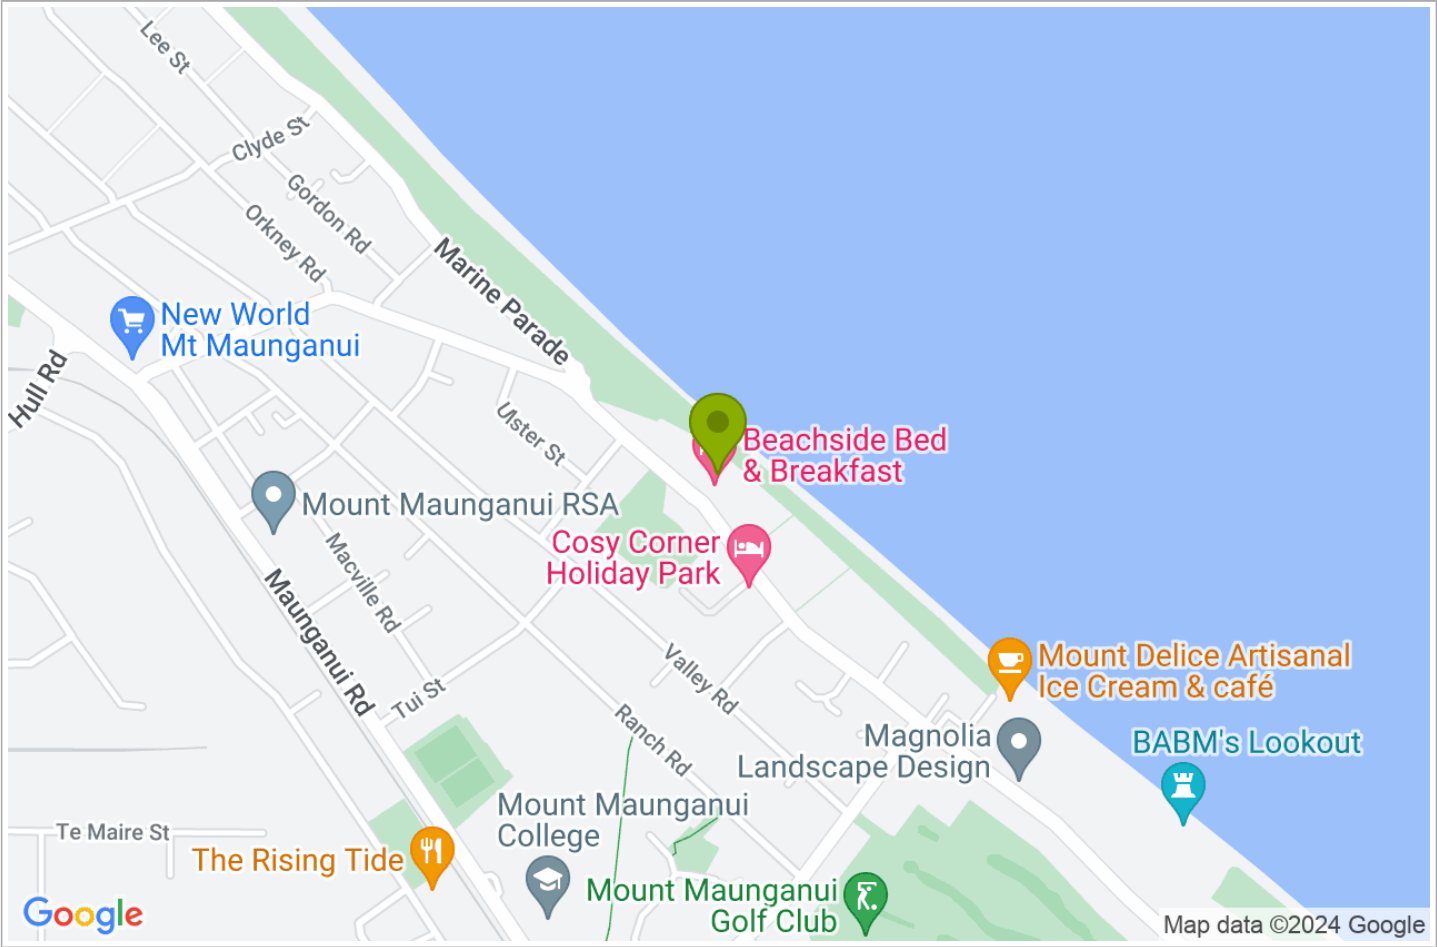 Lee St
Clyde St
Gordon Rd
Orkney Rd
Marine Parade
New World
Mt Maunganui
Hull Rd
Ulster St
Beachside Bed
& Breakfast
Mount Maunganui RSA
Cosy Corner
Holiday Park
Macville Rd
Maunganui Rd
Tui St
Valley Rd
Ranch Rd
Mount Delice Artisanal
Ice Cream & café
Magnolia
Landscape Design
BABM's Lookout
Te Maire St
The Rising Tide
Mount Maunganui
College
Mount Maunganui
Golf Club
Google
Map data ©2024 Google